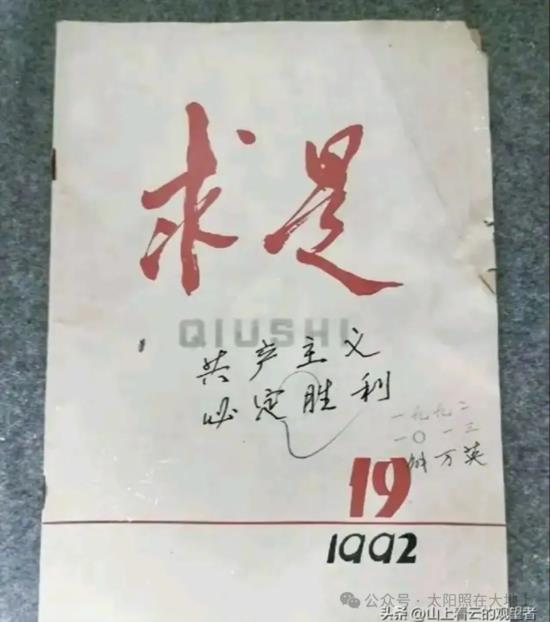 求是
QIUSHI
共产主义
必定胜利
一九九二
一〇一三
万英
19
1992
公众号·太阳照在大地上
头条@山上看云的观望者